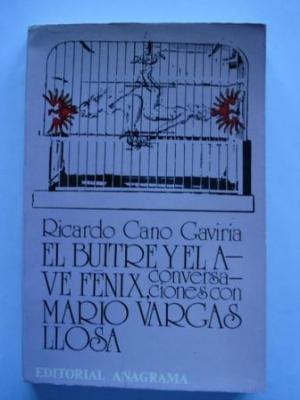 Ricardo Cano Gaviria
EL BUITRE Y EL A—
VE FENIX, conversa—
ciones con
MARIO VARGAS
LLOSA
EDITORIAL ANAGRAMA